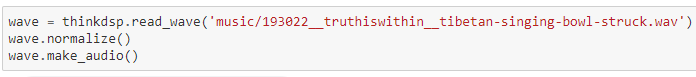 wave = thinkdsp.read_wave('music/193022__truthiswithin__tibetan-singing-bowl-struck.wav')
wave.normalize()
wave.make_audio()